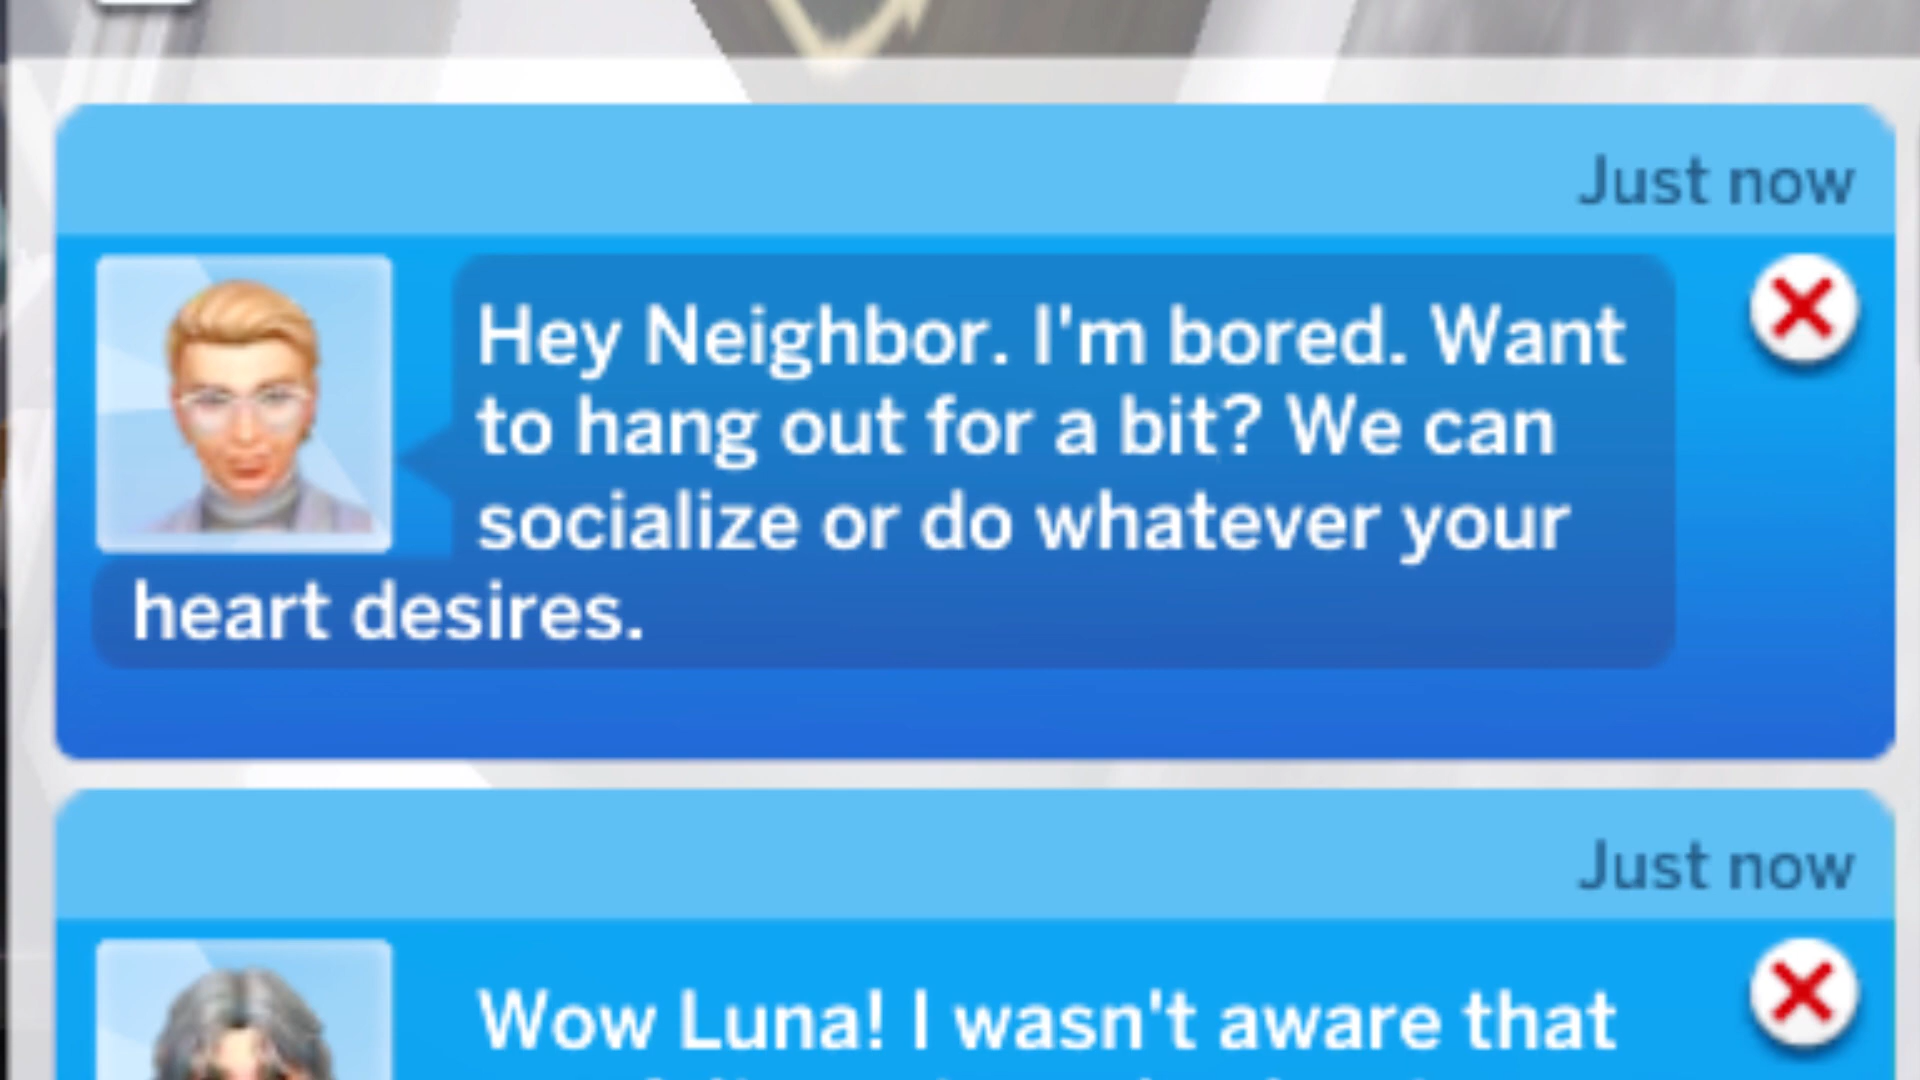 Just now
Hey Neighbor. I'm bored. Want
to hang out for a bit? We can
socialize or do whatever your
heart desires.
Just now
Wow Luna! I wasn't aware that